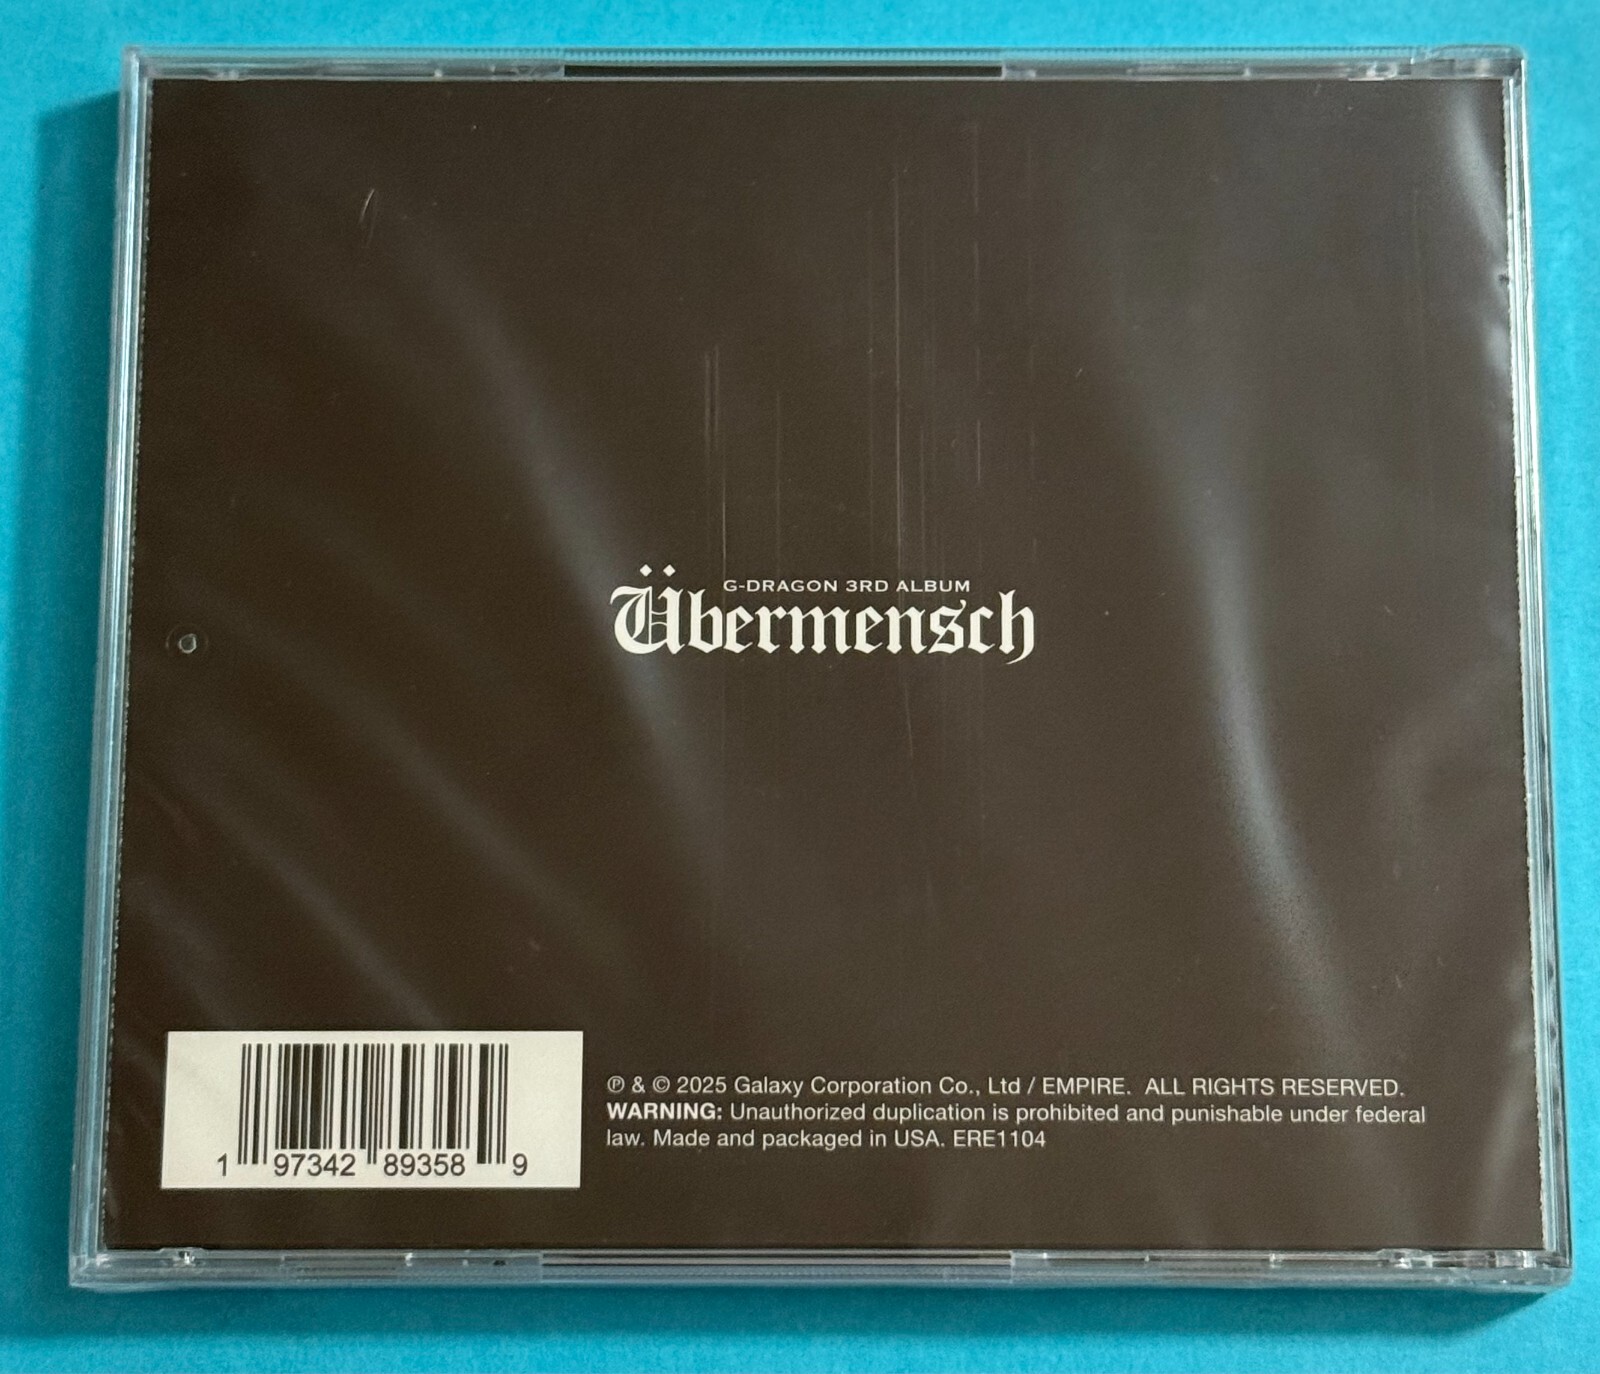 G-DRAGON 3RD ALBUM
Übermensch
℗ & © 2025 Galaxy Corporation Co., Ltd / EMPIRE.  ALL RIGHTS RESERVED.
WARNING: Unauthorized duplication is prohibited and punishable under federal
law. Made and packaged in USA. ERE1104
1 97342 89358 9